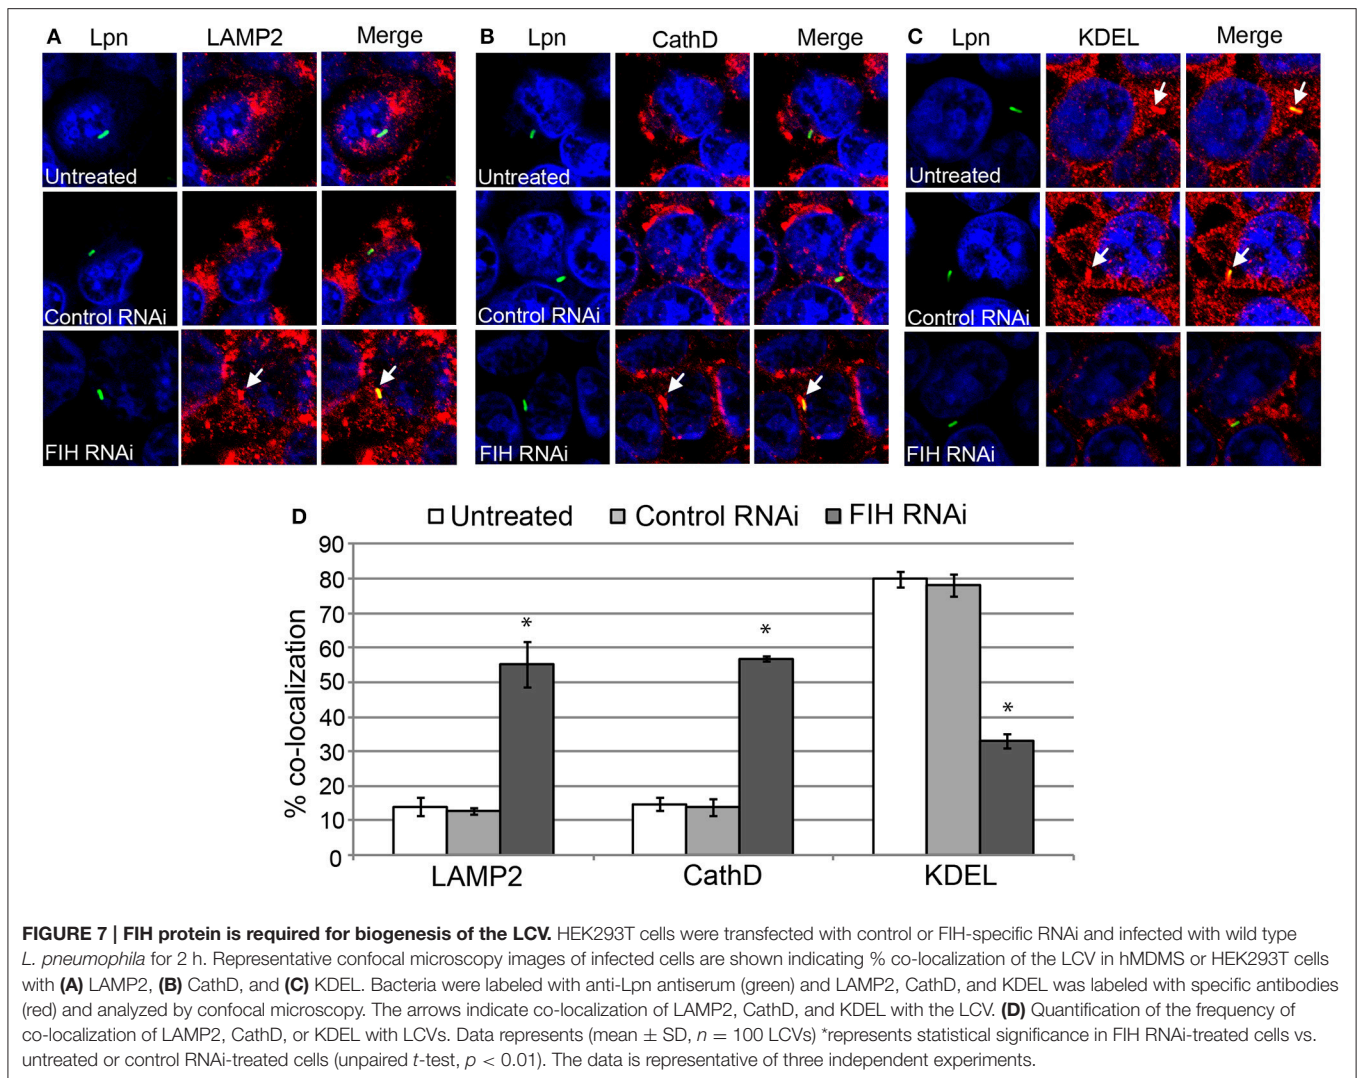 A Lpn LAMP2 Merge B Lpn CathD Merge C Lpn KDEL Merge
Untreated Untreated Untreated
Control RNAi Control RNAi Control RNAi
FIH RNAi FIH RNAi FIH RNAi
D Untreated Control RNAi FIH RNAi
% co-localization
90
80
70
60
50
40
30
20
10
0
* * *
LAMP2 CathD KDEL
FIGURE 7 | FIH protein is required for biogenesis of the LCV. HEK293T cells were transfected with control or FIH-specific RNAi and infected with wild type
L. pneumophila for 2 h. Representative confocal microscopy images of infected cells are shown indicating % co-localization of the LCV in hMDMS or HEK293T cells
with (A) LAMP2, (B) CathD, and (C) KDEL. Bacteria were labeled with anti-Lpn antiserum (green) and LAMP2, CathD, and KDEL was labeled with specific antibodies
(red) and analyzed by confocal microscopy. The arrows indicate co-localization of LAMP2, CathD, and KDEL with the LCV. (D) Quantification of the frequency of
co-localization of LAMP2, CathD, or KDEL with LCVs. Data represents (mean ± SD, n = 100 LCVs) *represents statistical significance in FIH RNAi-treated cells vs.
untreated or control RNAi-treated cells (unpaired t-test, p < 0.01). The data is representative of three independent experiments.